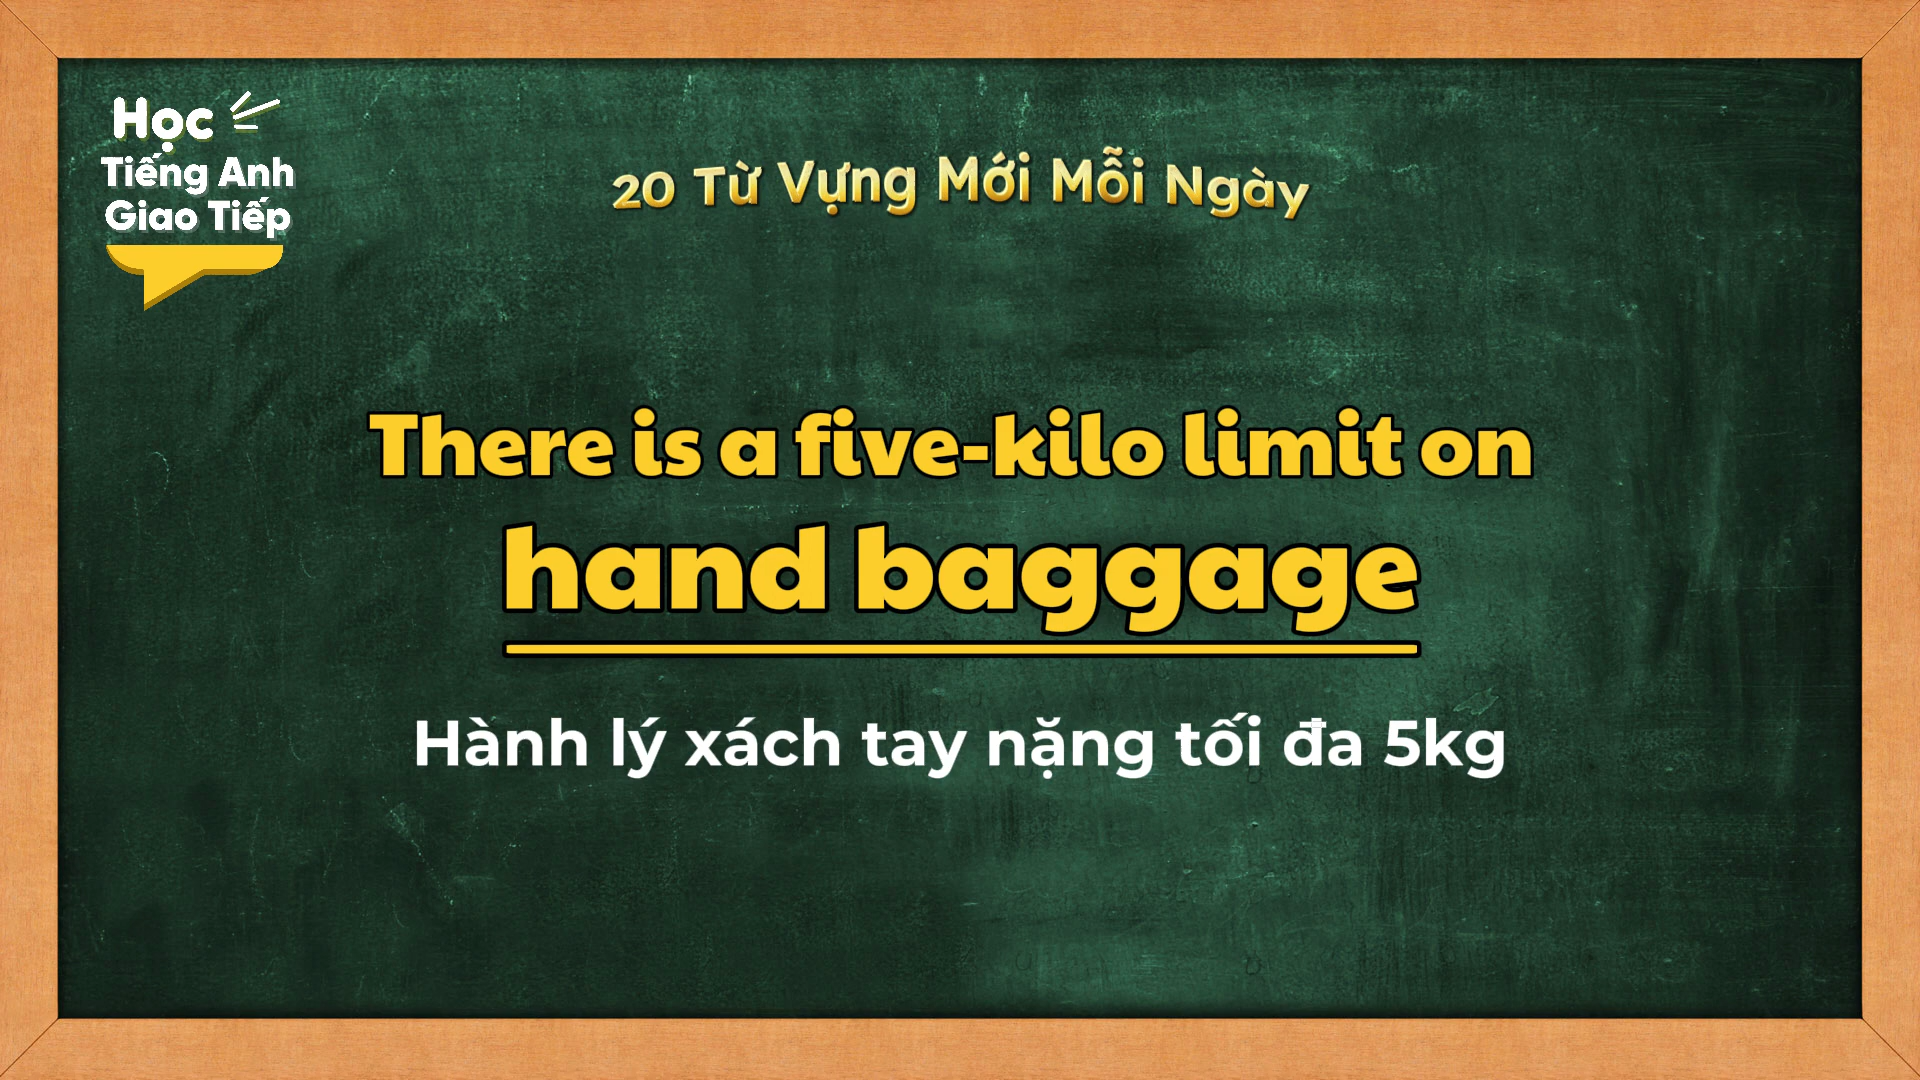 Học
Tiếng Anh
Giao Tiếp
20 Từ Vựng Mới Mỗi Ngày
There is a five-kilo limit on
hand baggage
Hành lý xách tay nặng tối đa 5kg